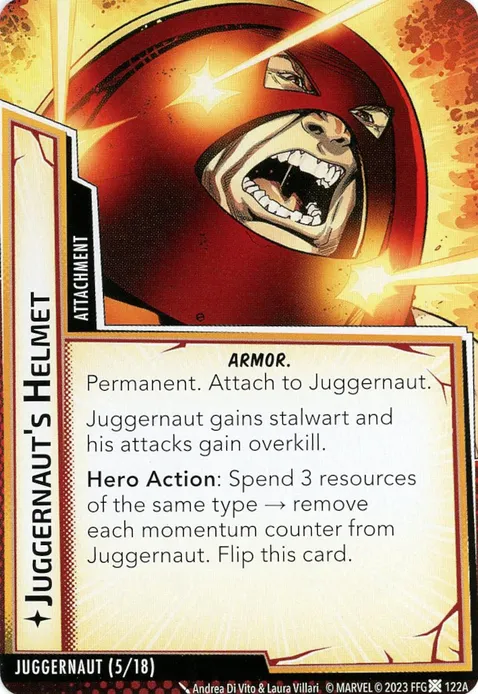 ATTACHMENT
✦JUGGERNAUT'S HELMET
ARMOR.
Permanent. Attach to Juggernaut.
Juggernaut gains stalwart and
his attacks gain overkill.
Hero Action: Spend 3 resources
of the same type → remove
each momentum counter from
Juggernaut. Flip this card.
JUGGERNAUT (5/18)
Andrea Di Vito & Laura Villari © MARVEL © 2023 FFG 122A